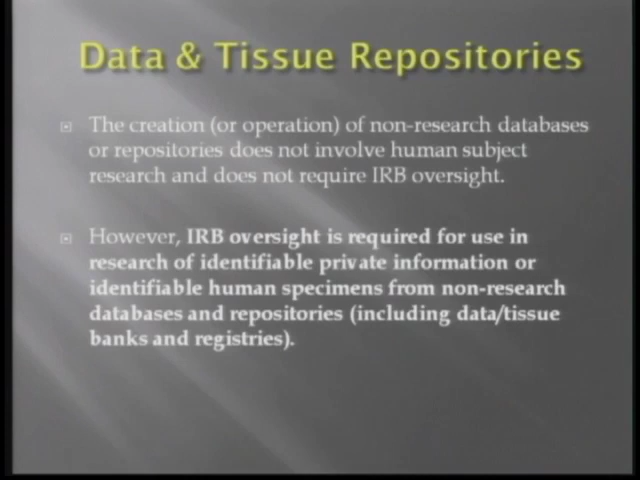 Data & Tissue Repositories
The creation (or operation) of non-research databases
or repositories does not involve human subject
research and does not require IRB oversight.
However, IRB oversight is required for use in
research of identifiable private information or
identifiable human specimens from non-research
databases and repositories (including data/tissue
banks and registries).